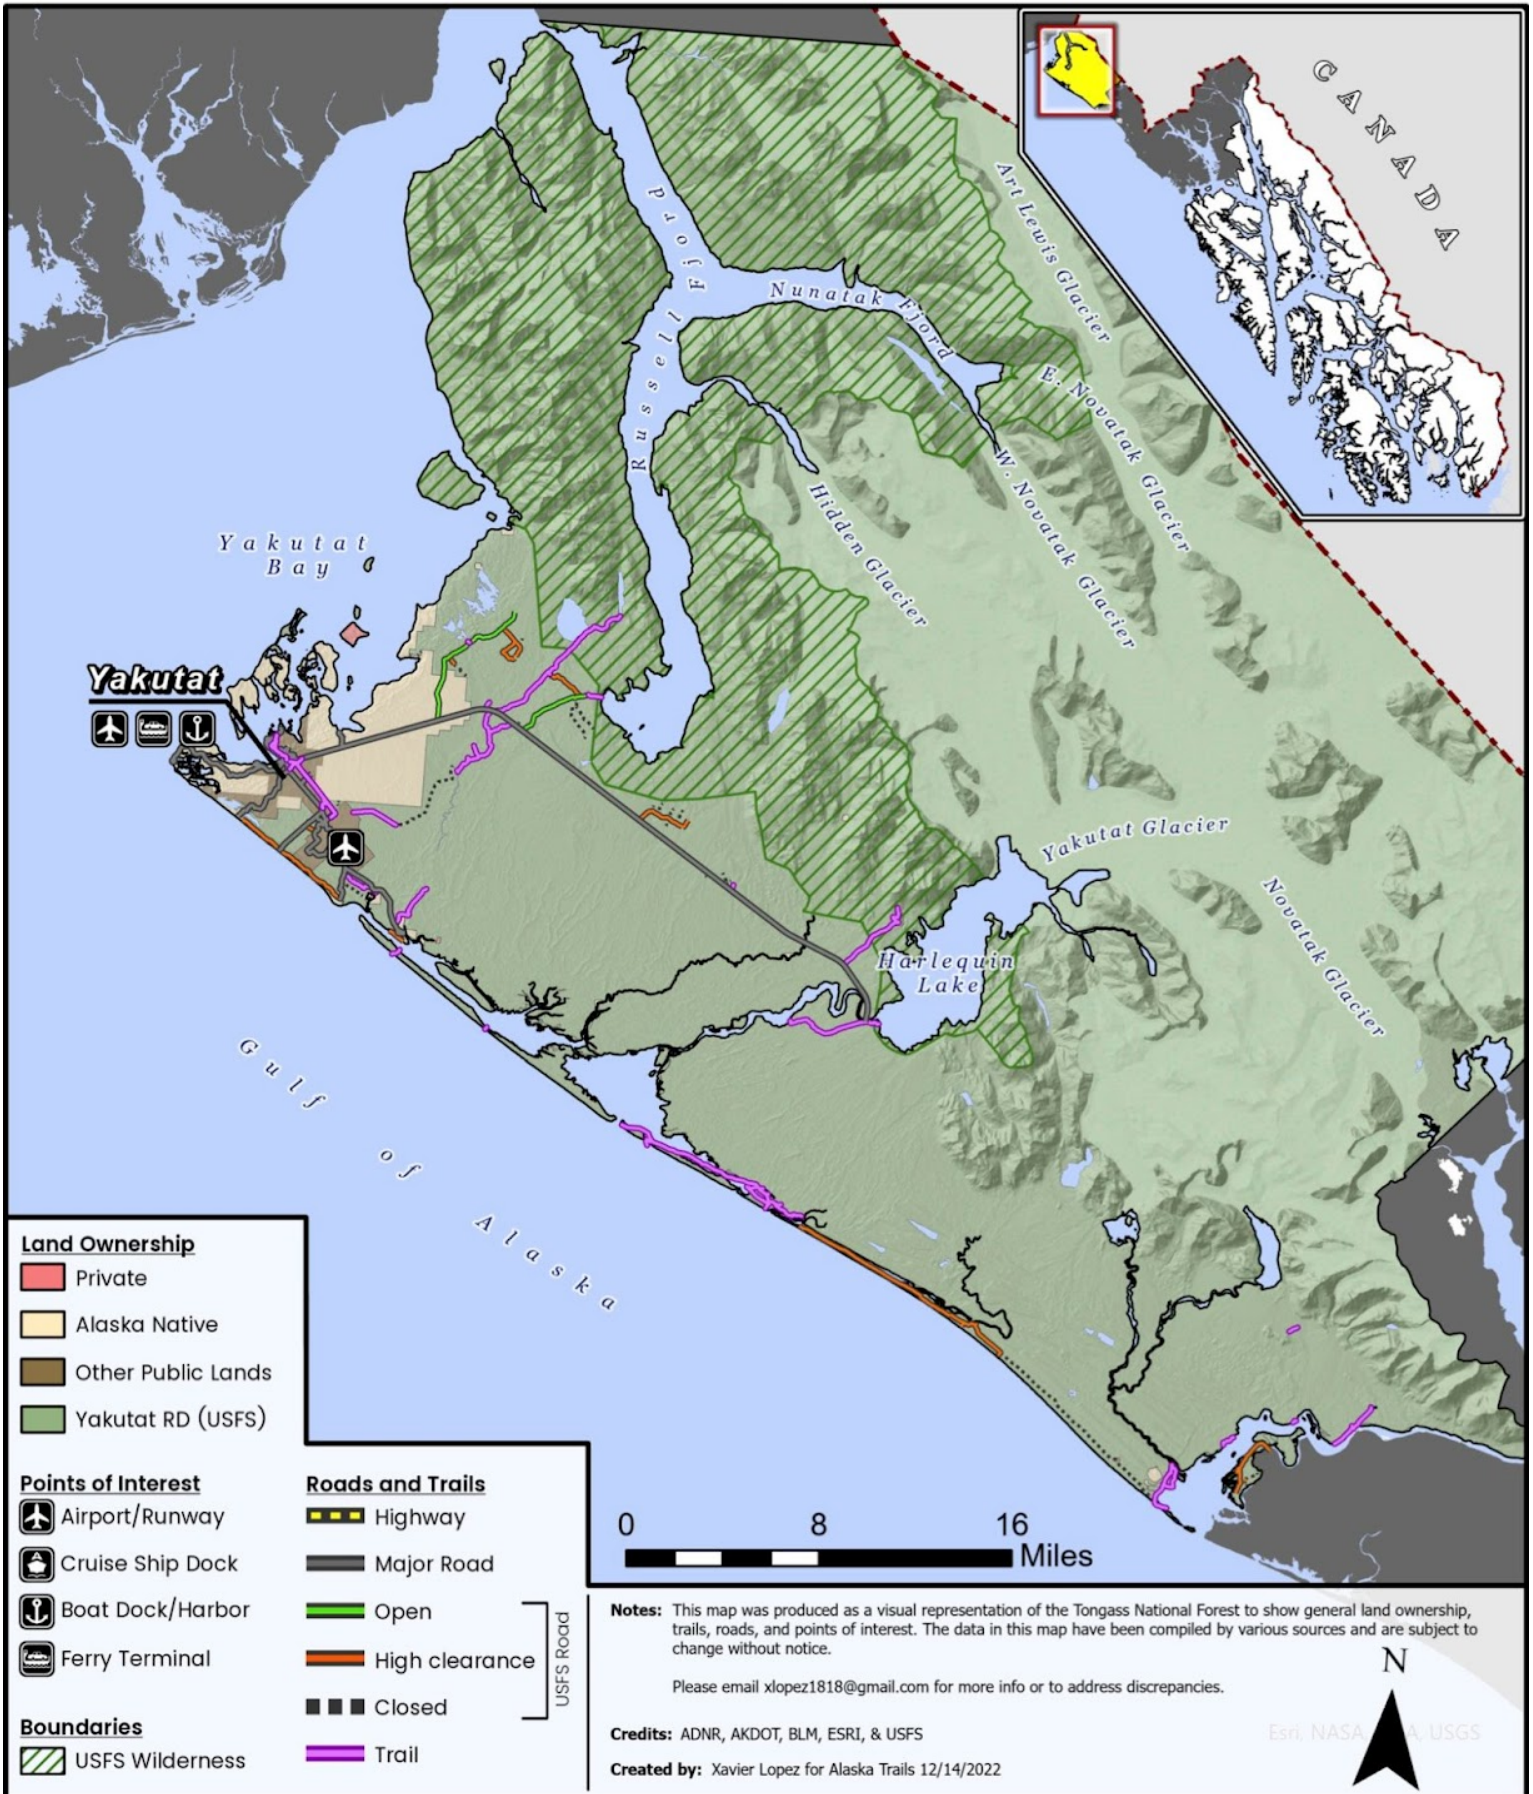 CANADA
Art Lewis Glacier
Russell Fjord
Nunatak Fjord
E. Novatak Glacier
W. Novatak Glacier
Hidden Glacier
Yakutat
Bay
Yakutat
Yakutat Glacier
Novatak Glacier
Harlequin
Lake
Gulf of Alaska
Land Ownership
Private
Alaska Native
Other Public Lands
Yakutat RD (USFS)
Points of Interest
Airport/Runway
Cruise Ship Dock
Boat Dock/Harbor
Ferry Terminal
Boundaries
USFS Wilderness
Roads and Trails
Highway
Major Road
Open
High clearance
Closed
USFS Road
Trail
0 8 16
Miles
Notes: This map was produced as a visual representation of the Tongass National Forest to show general land ownership,
trails, roads, and points of interest. The data in this map have been compiled by various sources and are subject to
change without notice.
Please email xlopez1818@gmail.com for more info or to address discrepancies.
Credits: ADNR, AKDOT, BLM, ESRI, & USFS
Created by: Xavier Lopez for Alaska Trails 12/14/2022
N
Esri, NASA, USGS